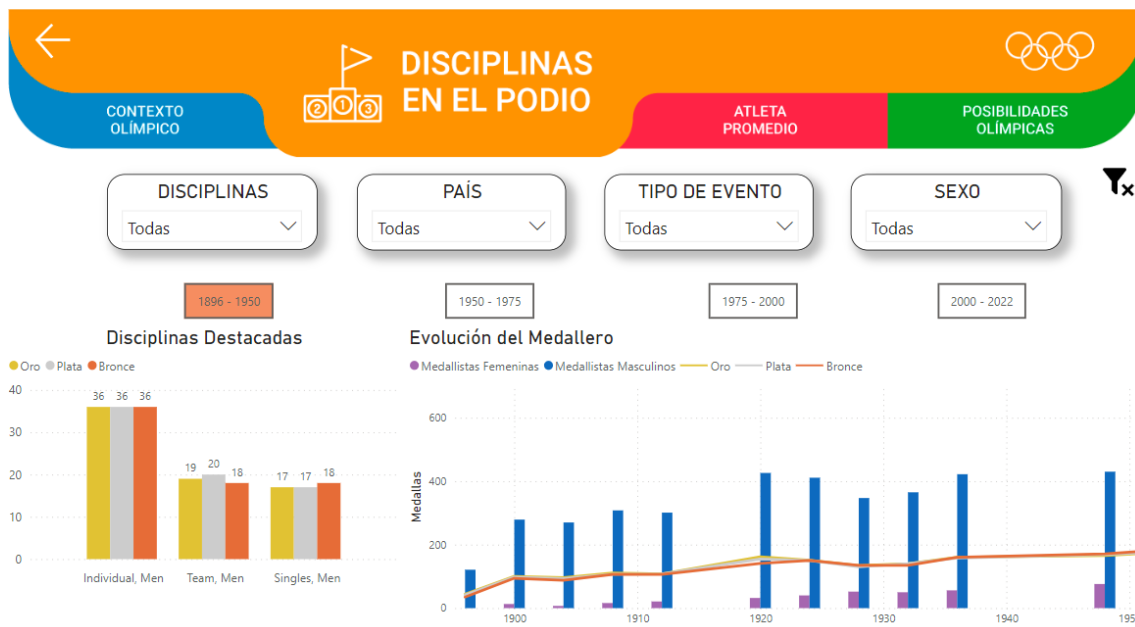 DISCIPLINAS
EN EL PODIO
2 1 3
CONTEXTO
OLÍMPICO
ATLETA
PROMEDIO
POSIBILIDADES
OLÍMPICAS
DISCIPLINAS
Todas
PAÍS
Todas
TIPO DE EVENTO
Todas
SEXO
Todas
1896 - 1950
1950 - 1975
1975 - 2000
2000 - 2022
Disciplinas Destacadas
Oro Plata Bronce
40
30
20
10
0
36 36 36
19 20 18
17 17 18
Individual, Men
Team, Men
Singles, Men
Evolución del Medallero
Medallistas Femeninas Medallistas Masculinos Oro Plata Bronce
Medallas
600
400
200
0
1900 1910 1920 1930 1940